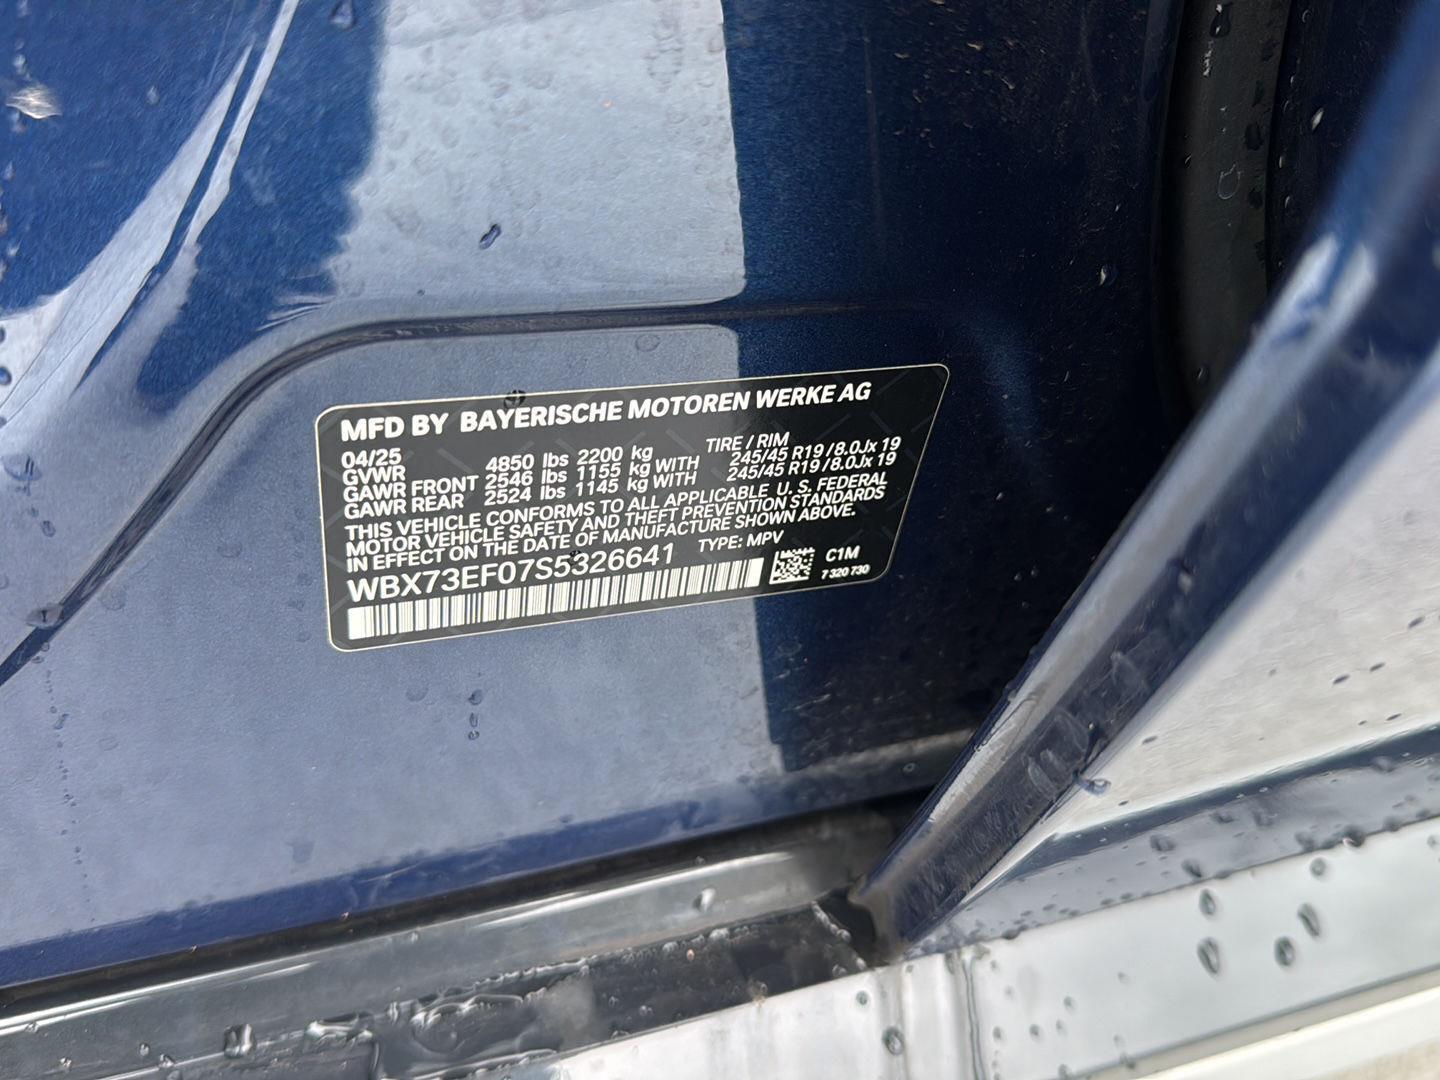 MFD BY BAYERISCHE MOTOREN WERKE AG
04/25 TIRE / RIM
GVWR 4850 lbs 2200 kg
GAWR FRONT 2546 lbs 1155 kg WITH 245/45 R19/8.0Jx 19
GAWR REAR 2524 lbs 1145 kg WITH 245/45 R19/8.0Jx 19
THIS VEHICLE CONFORMS TO ALL APPLICABLE U. S. FEDERAL
MOTOR VEHICLE SAFETY AND THEFT PREVENTION STANDARDS
IN EFFECT ON THE DATE OF MANUFACTURE SHOWN ABOVE.
WBX73EF07S5326641 TYPE: MPV
C1M
7 320 730